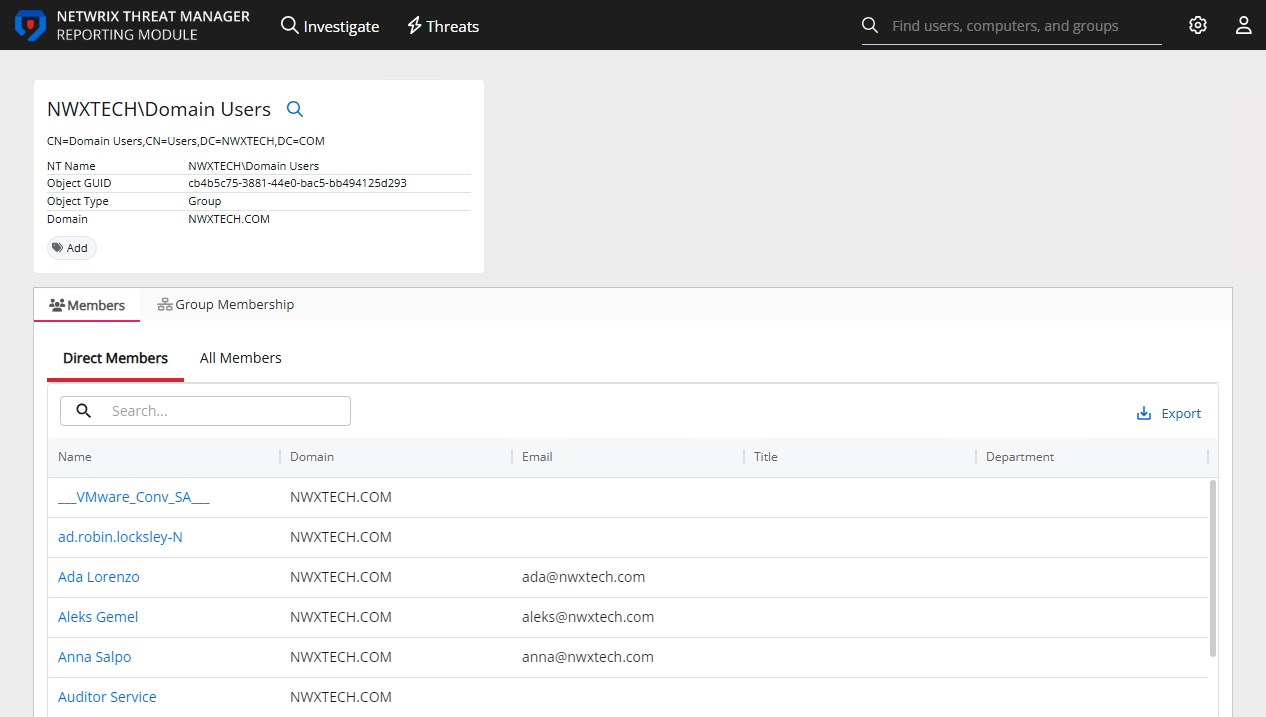 NETWRIX THREAT MANAGER
REPORTING MODULE
Investigate
Threats
Find users, computers, and groups
NWXTECH\Domain Users
CN=Domain Users,CN=Users,DC=NWXTECH,DC=COM
NT Name NWXTECH\Domain Users
Object GUID cb4b5c75-3881-44e0-bac5-bb494125d293
Object Type Group
Domain NWXTECH.COM
Add
Members Group Membership
Direct Members All Members
Search...
Export
Name Domain Email Title Department
___VMware_Conv_SA___ NWXTECH.COM
ad.robin.locksley-N NWXTECH.COM
Ada Lorenzo NWXTECH.COM ada@nwxtech.com
Aleks Gemel NWXTECH.COM aleks@nwxtech.com
Anna Salpo NWXTECH.COM anna@nwxtech.com
Auditor Service NWXTECH.COM